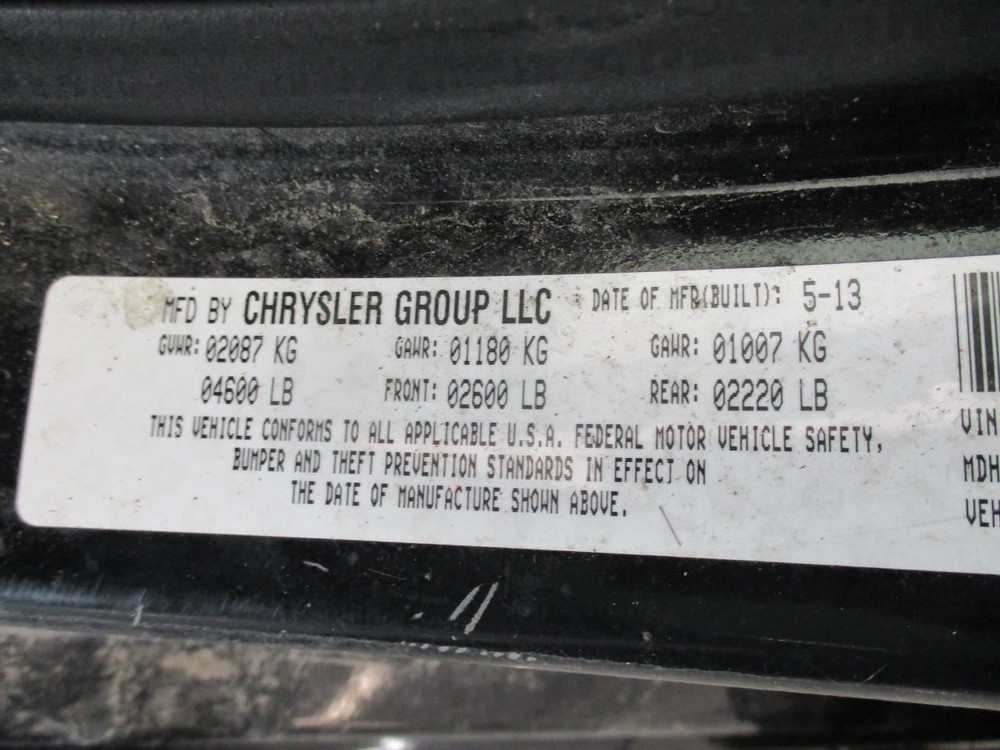 MFD BY CHRYSLER GROUP LLC DATE OF MFR(BUILT): 5-13
GVWR: 02087 KG GAWR: 01180 KG GAWR: 01007 KG
04600 LB FRONT: 02600 LB REAR: 02220 LB
THIS VEHICLE CONFORMS TO ALL APPLICABLE U.S.A. FEDERAL MOTOR VEHICLE SAFETY,
BUMPER AND THEFT PREVENTION STANDARDS IN EFFECT ON
THE DATE OF MANUFACTURE SHOWN ABOVE.
VIN
MDH
VEH